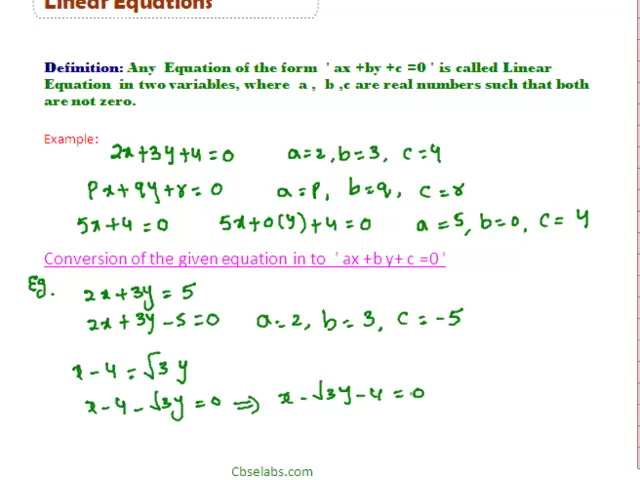 Linear Equations
Definition: Any Equation of the form ' ax +by +c =0 ' is called Linear
Equation in two variables, where a , b ,c are real numbers such that both
are not zero.
Example:
2x+3y+4=0 a=2, b=3, c=4
px+qy+r=0 a=p, b=q, c=r
5x+4=0 5x+0(y)+4=0 a=5, b=0, c=4
Conversion of the given equation in to ' ax +b y+ c =0 '
Eg. 2x+3y=5
2x+3y-5=0 a=2, b=3, c=-5
x-4=√3 y
x-4-√3y=0 ⇒ x-√3y-4=0
Cbselabs.com